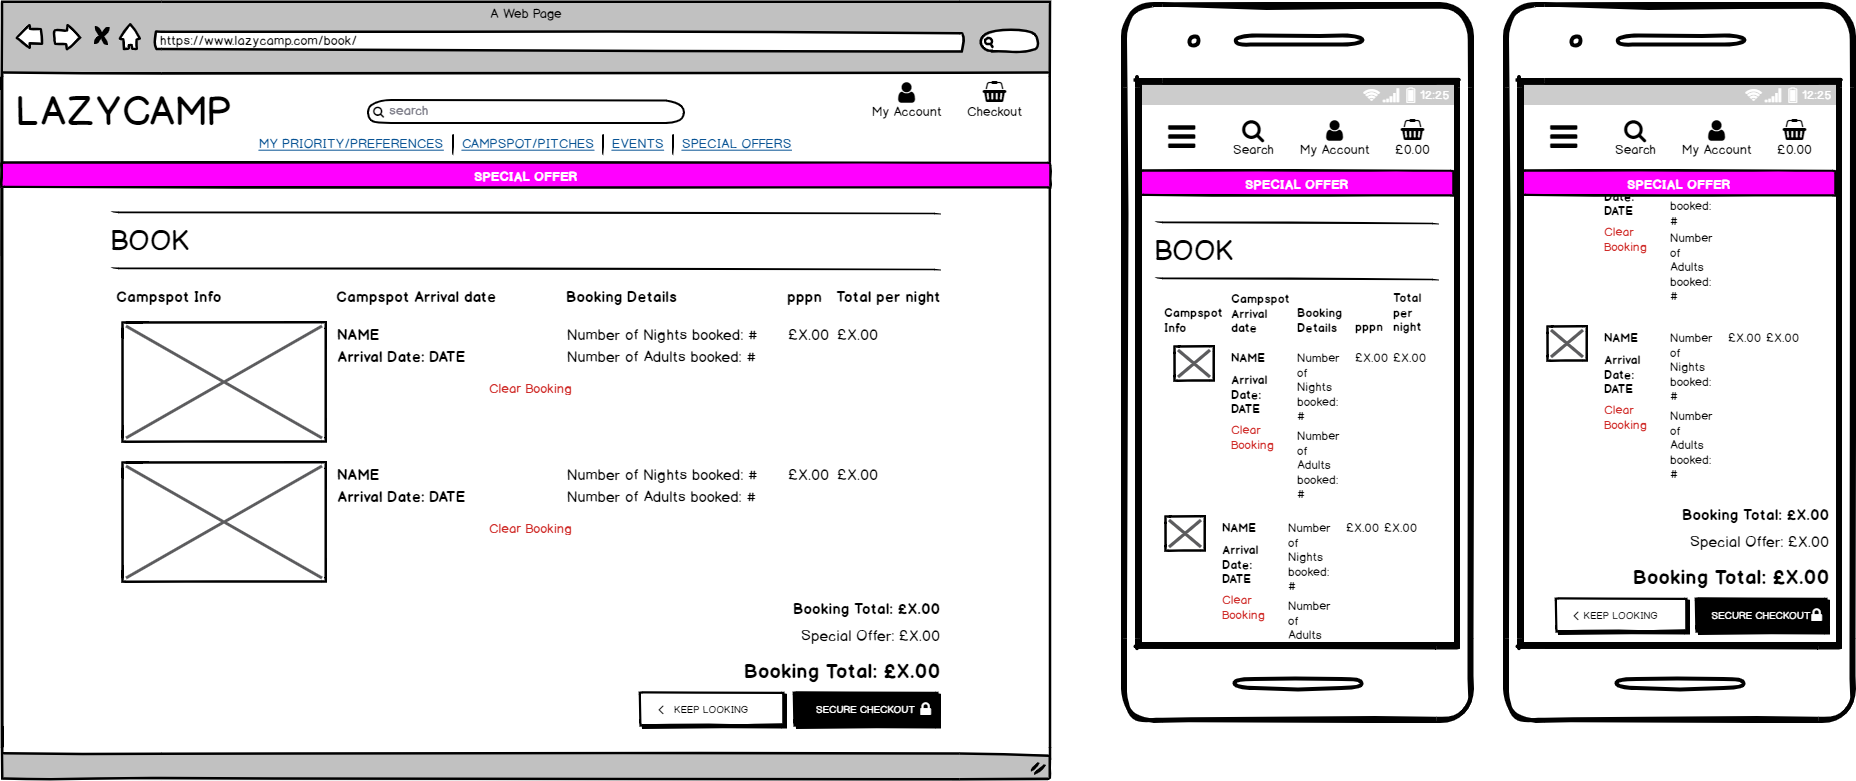 A Web Page
https://www.lazycamp.com/book/
LAZYCAMP
search
My Account
Checkout
MY PRIORITY/PREFERENCES
CAMPSPOT/PITCHES
EVENTS
SPECIAL OFFERS
SPECIAL OFFER
BOOK
Campspot Info Campspot Arrival date Booking Details pppn Total per night
NAME Number of Nights booked: # £X.00 £X.00
Arrival Date: DATE Number of Adults booked: #
Clear Booking
NAME Number of Nights booked: # £X.00 £X.00
Arrival Date: DATE Number of Adults booked: #
Clear Booking
Booking Total: £X.00
Special Offer: £X.00
Booking Total: £X.00
KEEP LOOKING SECURE CHECKOUT
12:25
Search My Account £0.00
SPECIAL OFFER
BOOK
Campspot
Info
Campspot
Arrival
date
Booking
Details
pppn
Total
per
night
NAME
Arrival
Date:
DATE
Clear
Booking
Number
of
Nights
booked:
#
Number
of
Adults
booked:
#
£X.00 £X.00
NAME
Arrival
Date:
DATE
Clear
Booking
Number
of
Nights
booked:
#
Number
of
Adults
£X.00 £X.00
12:25
Search My Account £0.00
SPECIAL OFFER
Date:
DATE
Clear
Booking
booked:
#
Number
of
Adults
booked:
#
NAME
Arrival
Date:
DATE
Clear
Booking
Number
of
Nights
booked:
#
Number
of
Adults
booked:
#
£X.00 £X.00
Booking Total: £X.00
Special Offer: £X.00
Booking Total: £X.00
KEEP LOOKING SECURE CHECKOUT